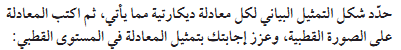 حدّد شكل التمثيل البياني لكل معادلة ديكارتية مما يأتي، ثم اكتب المعادلة
على الصورة القطبية، وعزز إجابتك بتمثيل المعادلة في المستوى القطبي: